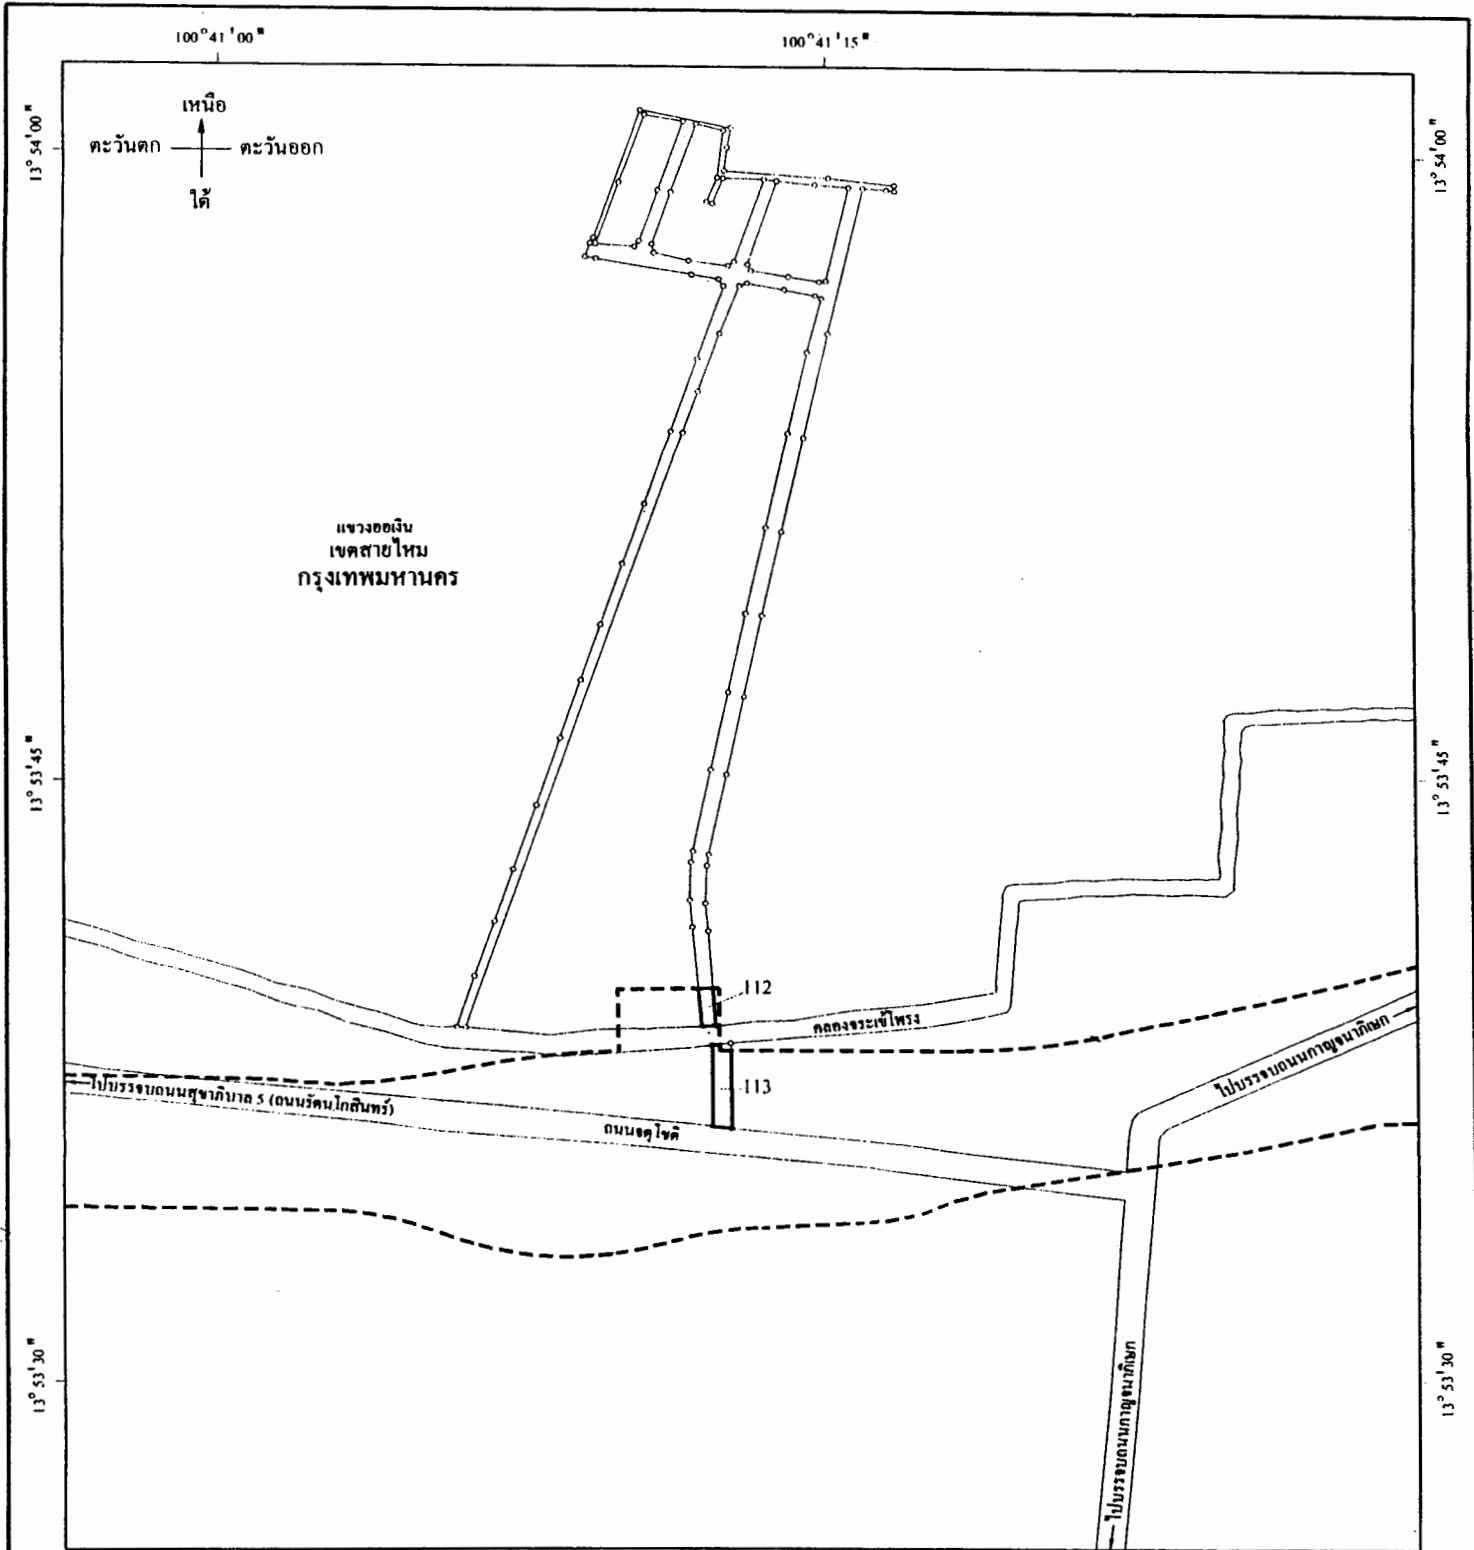 100°41'00"
100°41'15"
13°54'00"
13°54'00"
เหนือ
ตะวันตก
ตะวันออก
ใต้
แขวงออเงิน
เขตสายไหม
กรุงเทพมหานคร
13°53'45"
13°53'45"
112
คลองจระเข้โพรง
113
ไปบรรจบถนนกาญจนาภิเษก
ไปบรรจบถนนสุขาภิบาล 5 (ถนนรัตนโกสินทร์)
ถนนจตุโชติ
13°53'30"
13°53'30"
ไปบรรจบถนนกาญจนาภิเษก